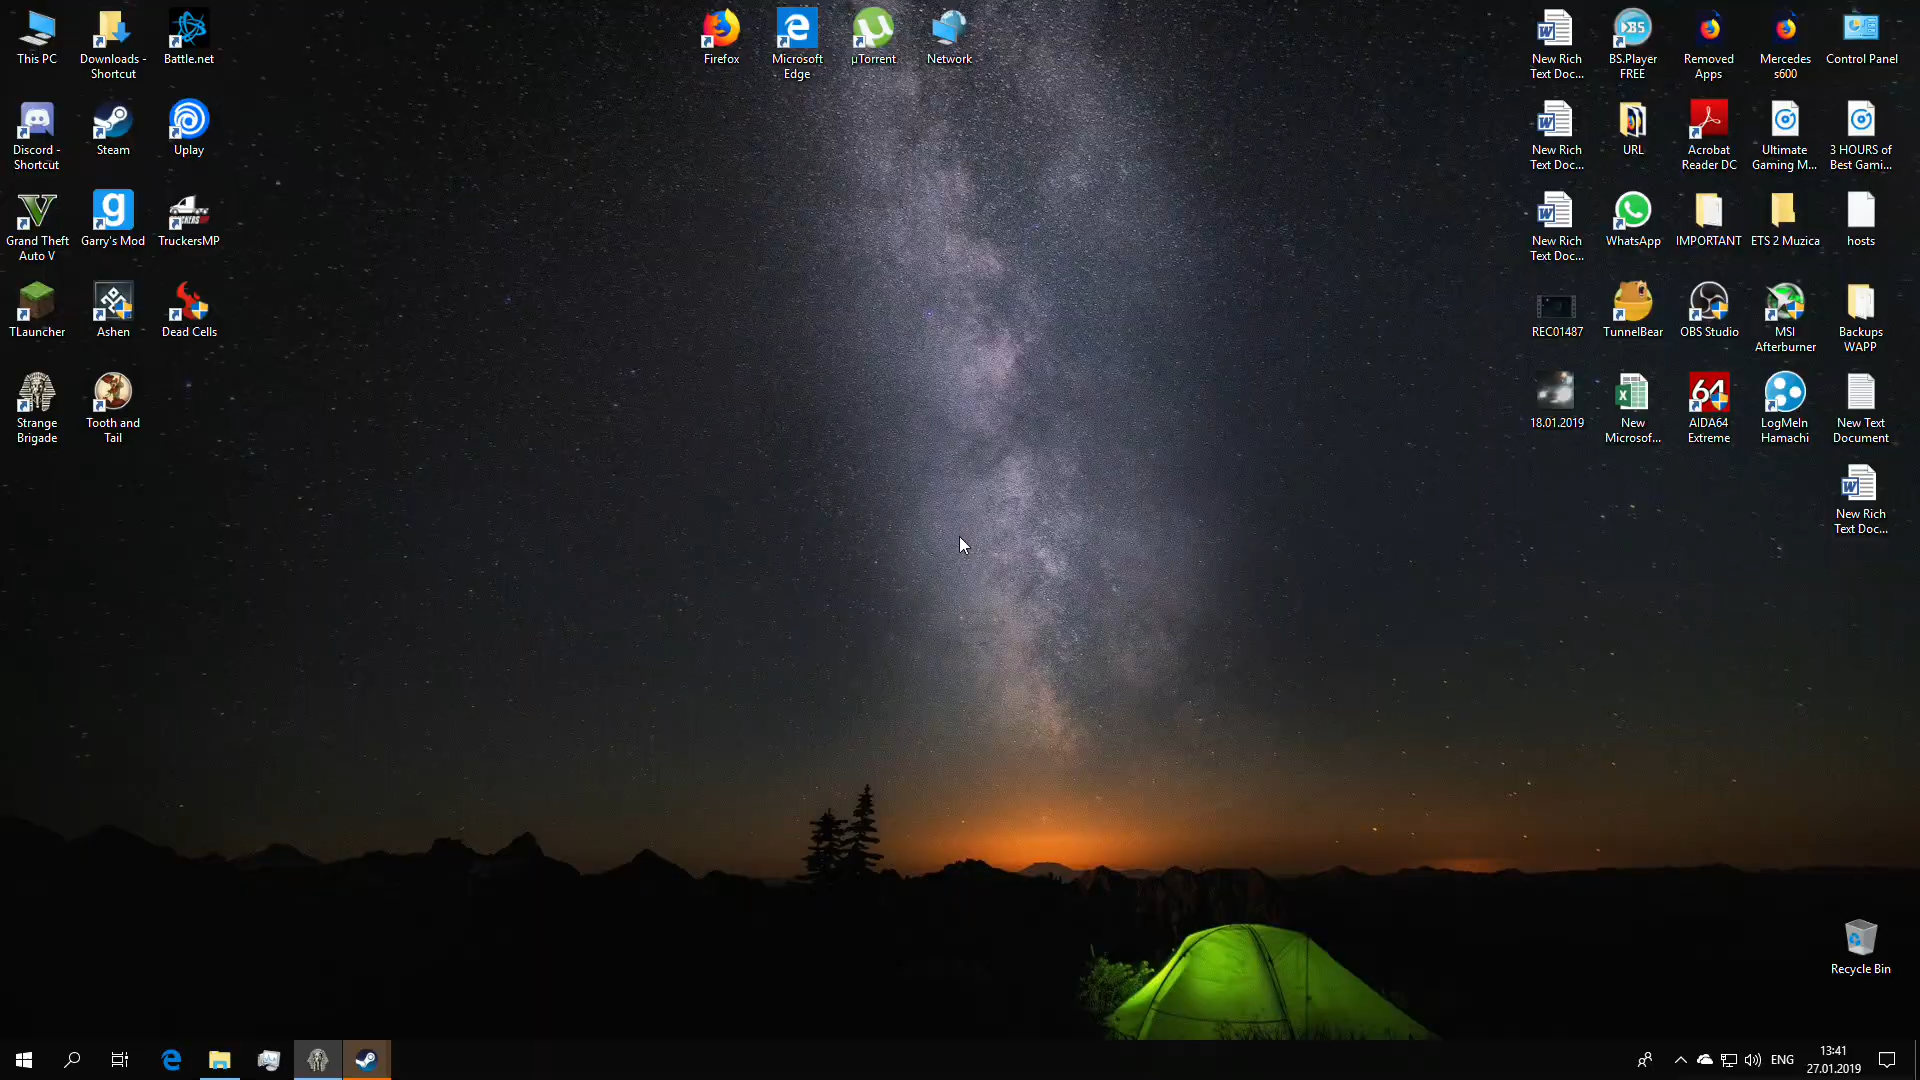 This PC
Downloads -
Shortcut
Battle.net
Firefox
Microsoft
Edge
µTorrent
Network
New Rich
Text Doc...
BS.Player
FREE
Removed
Apps
Mercedes
s600
Control Panel
Discord -
Shortcut
Steam
Uplay
New Rich
Text Doc...
URL
Acrobat
Reader DC
Ultimate
Gaming M...
3 HOURS of
Best Gami...
Grand Theft
Auto V
Garry's Mod
TruckersMP
New Rich
Text Doc...
WhatsApp
IMPORTANT
ETS 2 Muzica
hosts
TLauncher
Ashen
Dead Cells
REC01487
TunnelBear
OBS Studio
MSI
Afterburner
Backups
WAPP
Strange
Brigade
Tooth and
Tail
18.01.2019
New
Microsof...
64
AIDA64
Extreme
LogMeIn
Hamachi
New Text
Document
New Rich
Text Doc...
Recycle Bin
ENG
13:41
27.01.2019